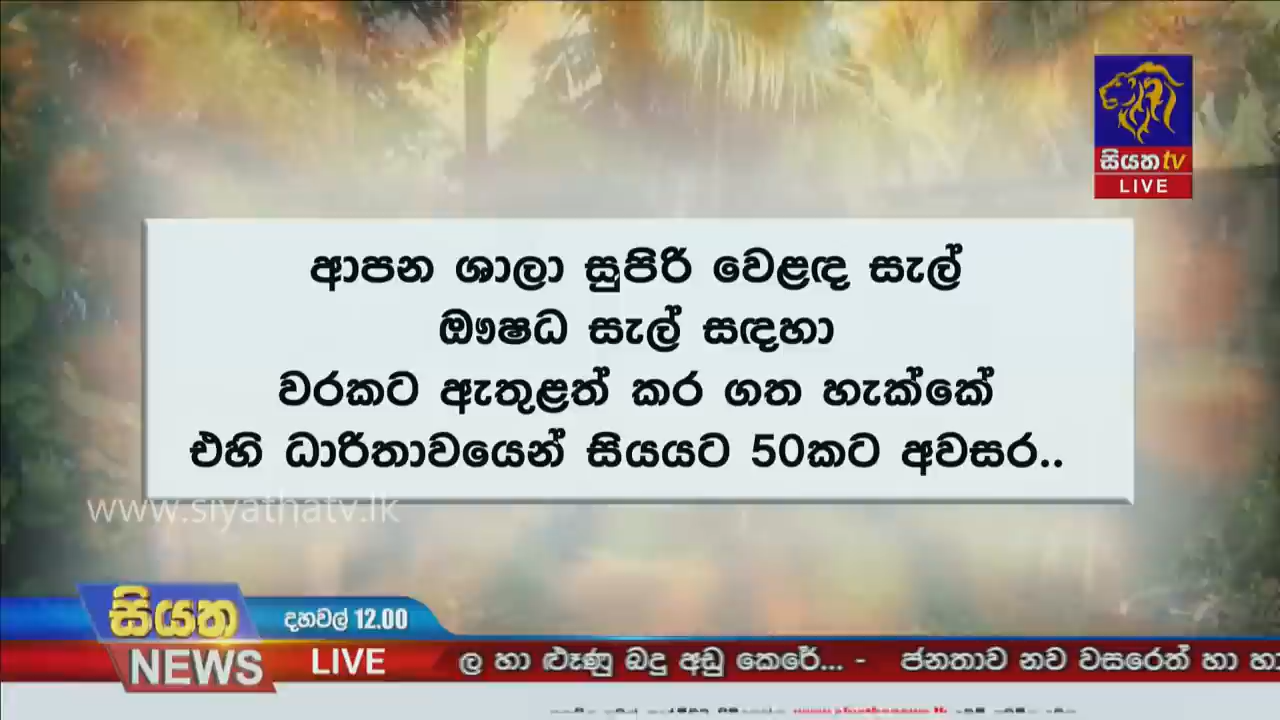 සියත tv
LIVE
ආපන ශාලා සුපිරි වෙළඳ සැල්
ඖෂධ සැල් සඳහා
වරකට ඇතුළත් කර ගත හැක්කේ
එහි ධාරිතාවයෙන් සියයට 50කට අවසර..
www.siyathatv.lk
සියත
දහවල් 12.00
NEWS
LIVE
ල හා ළූණු බදු අඩු කෙරේ... - ජනතාව නව වසරෙත් හා